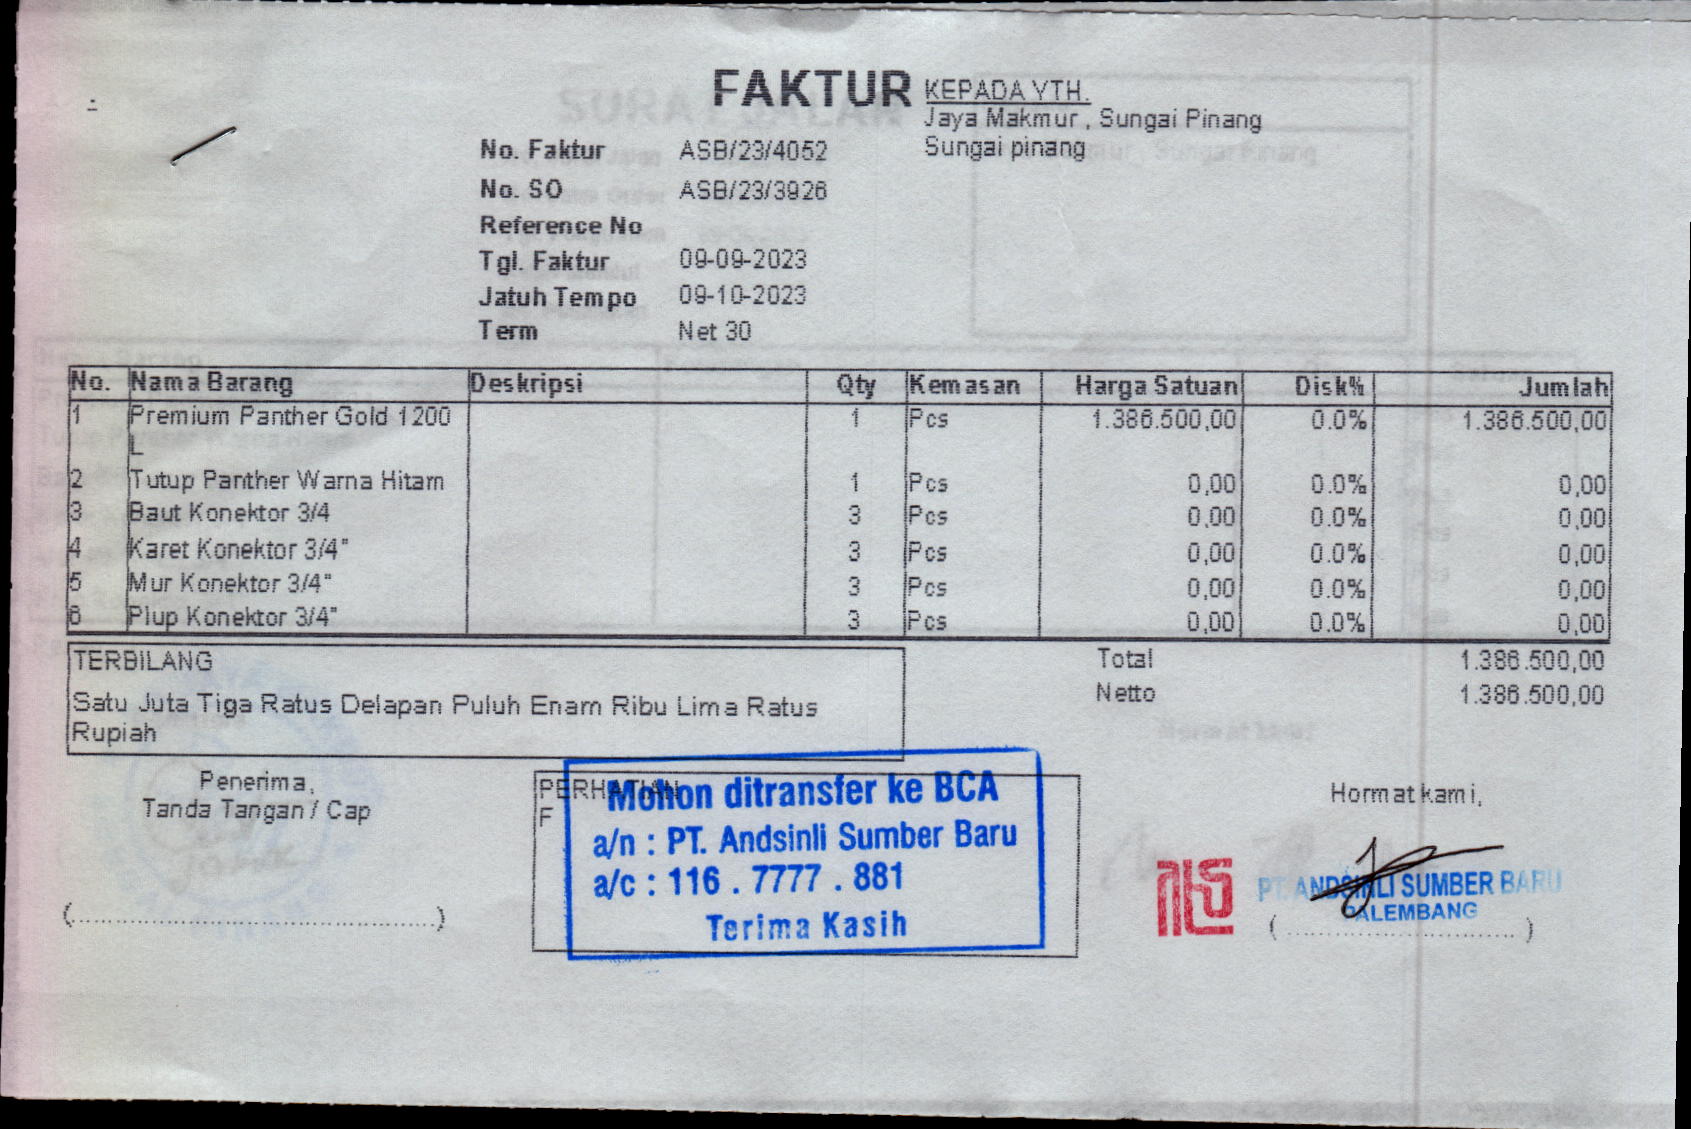 FAKTUR
KEPADA YTH.
Jaya Makmur , Sungai Pinang
Sungai pinang
No. Faktur ASB/23/4052
No. SO ASB/23/3926
Reference No
Tgl. Faktur 09-09-2023
Jatuh Tempo 09-10-2023
Term Net 30
No. Nama Barang Deskripsi Qty Kemasan Harga Satuan Disk% Jumlah
1 Premium Panther Gold 1200 1 Pcs 1.386.500,00 0.0% 1.386.500,00
L
2 Tutup Panther Warna Hitam 1 Pcs 0,00 0.0% 0,00
3 Baut Konektor 3/4 3 Pcs 0,00 0.0% 0,00
4 Karet Konektor 3/4" 3 Pcs 0,00 0.0% 0,00
5 Mur Konektor 3/4" 3 Pcs 0,00 0.0% 0,00
6 Plup Konektor 3/4" 3 Pcs 0,00 0.0% 0,00
TERBILANG
Satu Juta Tiga Ratus Delapan Puluh Enam Ribu Lima Ratus
Rupiah
Total 1.386.500,00
Netto 1.386.500,00
Penerima,
Tanda Tangan / Cap
(..............................................)
PERHATIAN
F
Mohon ditransfer ke BCA
a/n : PT. Andsinli Sumber Baru
a/c : 116 . 7777 . 881
Terima Kasih
Hormat kami,
PT. ANDSINLI SUMBER BARU
PALEMBANG
(..............................)